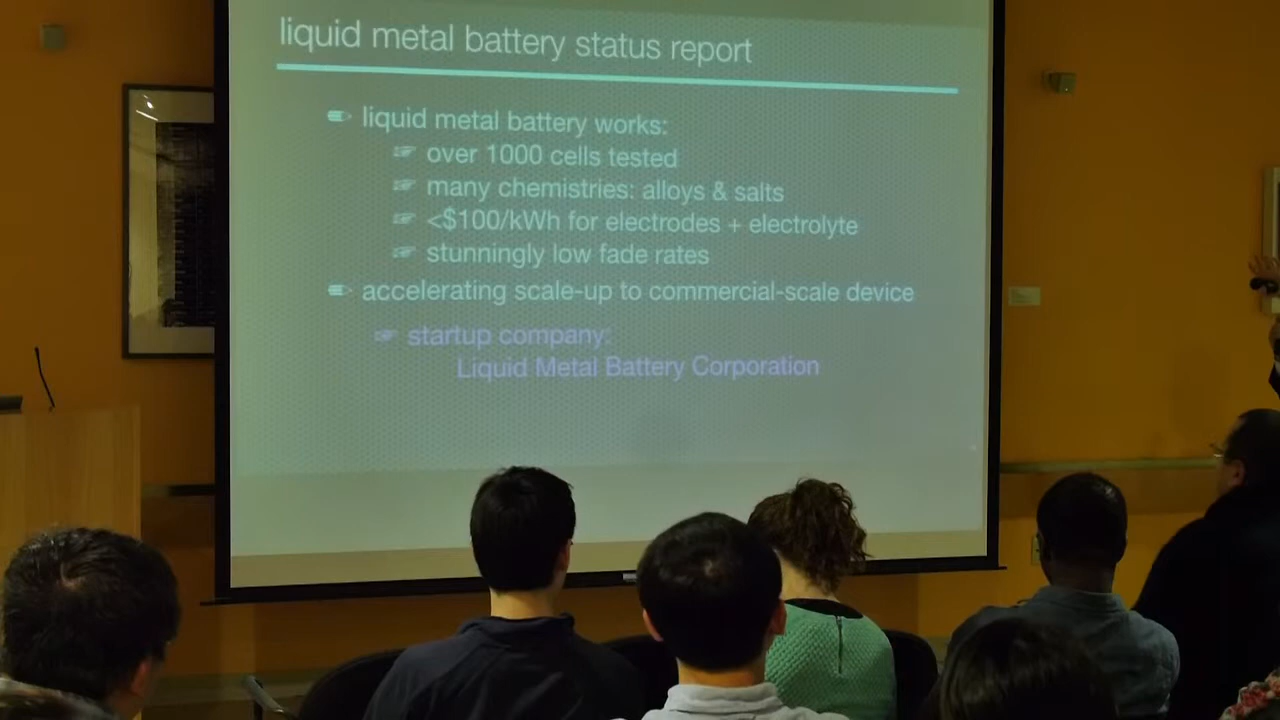 liquid metal battery status report
liquid metal battery works:
over 1000 cells tested
many chemistries: alloys & salts
<$100/kWh for electrodes + electrolyte
stunningly low fade rates
accelerating scale-up to commercial-scale device
startup company:
Liquid Metal Battery Corporation